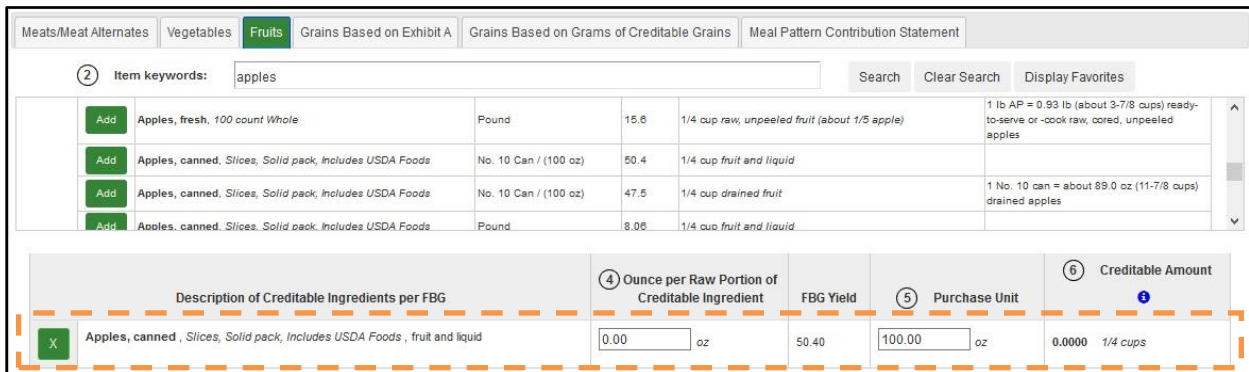 Meats/Meat Alternates Vegetables Fruits Grains Based on Exhibit A Grains Based on Grams of Creditable Grains Meal Pattern Contribution Statement
2 Item keywords: apples Search Clear Search Display Favorites
Add Apples, fresh, 100 count Whole Pound 15.6 1/4 cup raw, unpeeled fruit (about 1/5 apple) 1 lb AP = 0.93 lb (about 3-7/8 cups) ready-
to-serve or -cook raw, cored, unpeeled
apples
Add Apples, canned, Slices, Solid pack, Includes USDA Foods No. 10 Can / (100 oz) 50.4 1/4 cup fruit and liquid
Add Apples, canned, Slices, Solid pack, Includes USDA Foods No. 10 Can / (100 oz) 47.5 1/4 cup drained fruit 1 No. 10 can = about 89.0 oz (11-7/8 cups)
drained apples
Add Apples, canned, Slices, Solid pack, Includes USDA Foods Pound 8.06 1/4 cup fruit and liquid
Description of Creditable Ingredients per FBG 4 Ounce per Raw Portion of
Creditable Ingredient FBG Yield 5 Purchase Unit 6 Creditable Amount
X Apples, canned , Slices, Solid pack, Includes USDA Foods , fruit and liquid 0.00 oz 50.40 100.00 oz 0.0000 1/4 cups